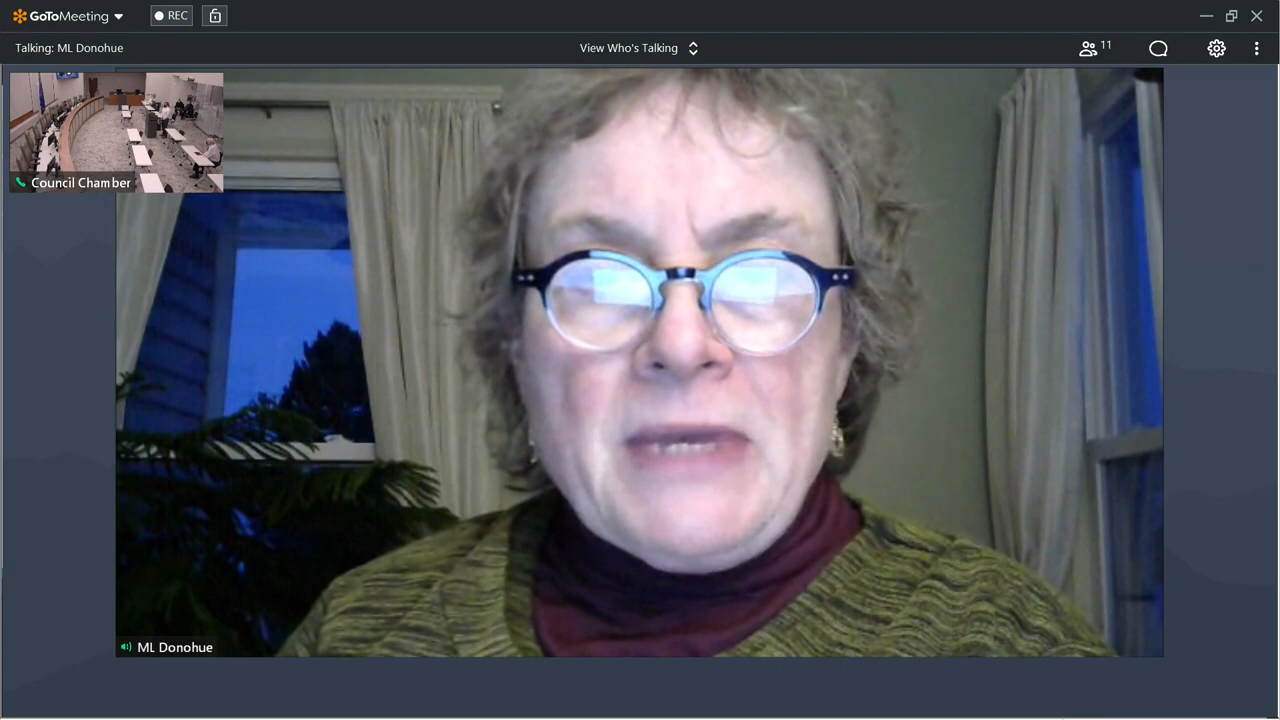 GoToMeeting
REC
Talking: ML Donohue
View Who's Talking
11
Council Chamber
ML Donohue